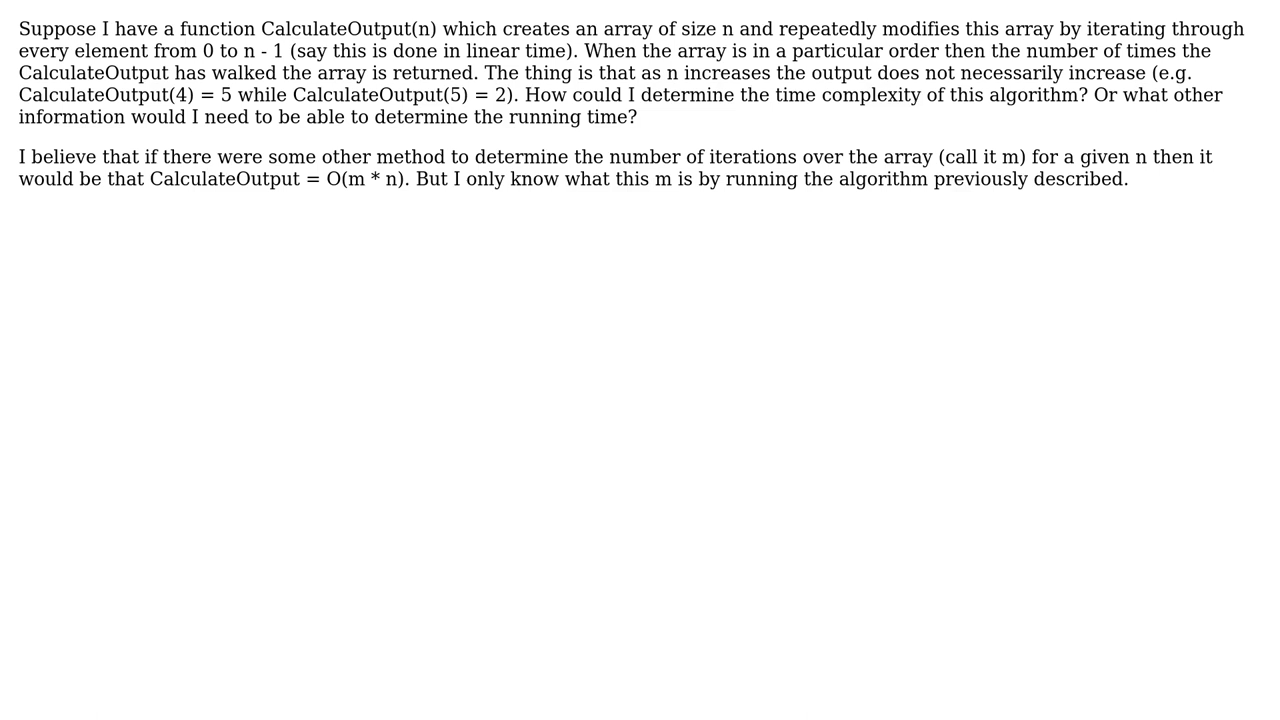 Suppose I have a function CalculateOutput(n) which creates an array of size n and repeatedly modifies this array by iterating through
every element from 0 to n - 1 (say this is done in linear time). When the array is in a particular order then the number of times the
CalculateOutput has walked the array is returned. The thing is that as n increases the output does not necessarily increase (e.g.
CalculateOutput(4) = 5 while CalculateOutput(5) = 2). How could I determine the time complexity of this algorithm? Or what other
information would I need to be able to determine the running time?
I believe that if there were some other method to determine the number of iterations over the array (call it m) for a given n then it
would be that CalculateOutput = O(m * n). But I only know what this m is by running the algorithm previously described.